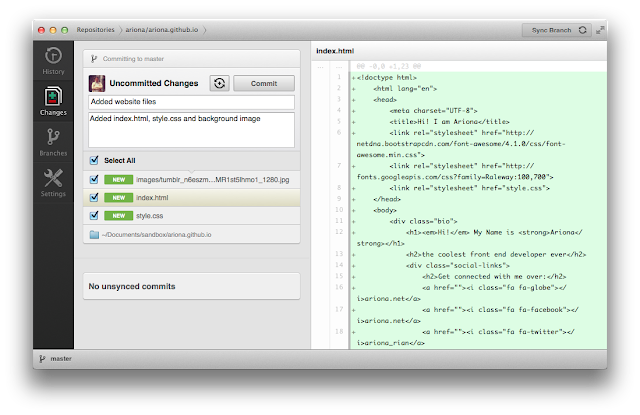 Repositories ariona/ariona.github.io
Sync Branch
History
Changes
Branches
Settings
Committing to master
Uncommitted Changes
Commit
Added website files
Added index.html, style.css and background image
Select All
NEW images/tumblr_n6eszm...MR1st5lhmo1_1280.jpg
NEW index.html
NEW style.css
~/Documents/sandbox/ariona.github.io
No unsynced commits
index.html
... ... @@ -0,0 +1,23 @@
1 +<!doctype html>
2 + <html lang="en">
3 + <head>
4 + <meta charset="UTF-8">
5 + <title>Hi! I am Ariona</title>
6 + <link rel="stylesheet" href="http://
netdna.bootstrapcdn.com/font-awesome/4.1.0/css/font-
awesome.min.css">
7 + <link rel="stylesheet" href="http://
fonts.googleapis.com/css?family=Raleway:100,700">
8 + <link rel="stylesheet" href="style.css">
9 + </head>
10 + <body>
11 + <div class="bio">
12 + <h1><em>Hi!</em> My Name is <strong>Ariona</
strong></h1>
13 + <h2>the coolest front end developer ever</h2>
14 + <div class="social-links">
15 + <h2>Get connected with me over:</h2>
16 + <a href=""><i class="fa fa-globe"></
i>ariona.net</a>
17 + <a href=""><i class="fa fa-facebook"></
i>ariona.net</a>
18 + <a href=""><i class="fa fa-twitter"></
i>ariona_rian</a>
master